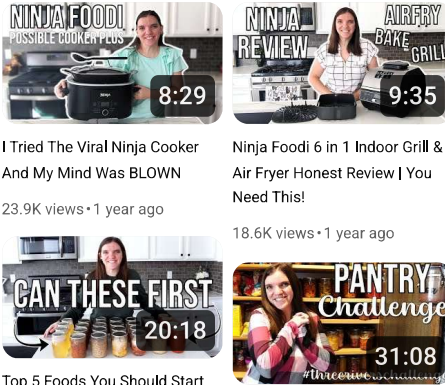 NINJA FOODI
POSSIBLE COOKER PLUS
8:29
I Tried The Viral Ninja Cooker
And My Mind Was BLOWN
23.9K views•1 year ago
NINJA
REVIEW
AIRFRY
BAKE
GRILL
9:35
Ninja Foodi 6 in 1 Indoor Grill &
Air Fryer Honest Review | You
Need This!
18.6K views•1 year ago
CAN THESE FIRST
20:18
Top 5 Foods You Should Start
PANTRY
Challenge
#threeriverschallenge
31:08